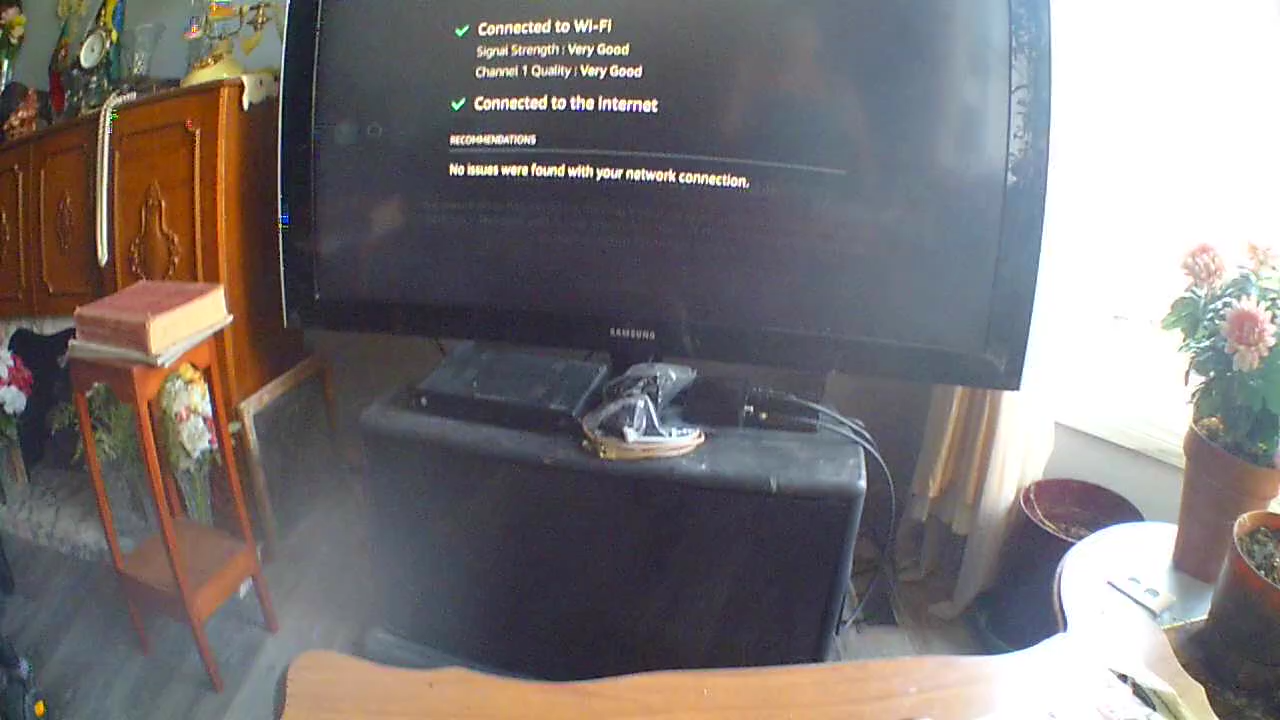 Connected to Wi-Fi
Signal Strength : Very Good
Channel 1 Quality : Very Good
Connected to the Internet
RECOMMENDATIONS
No issues were found with your network connection.
SAMSUNG